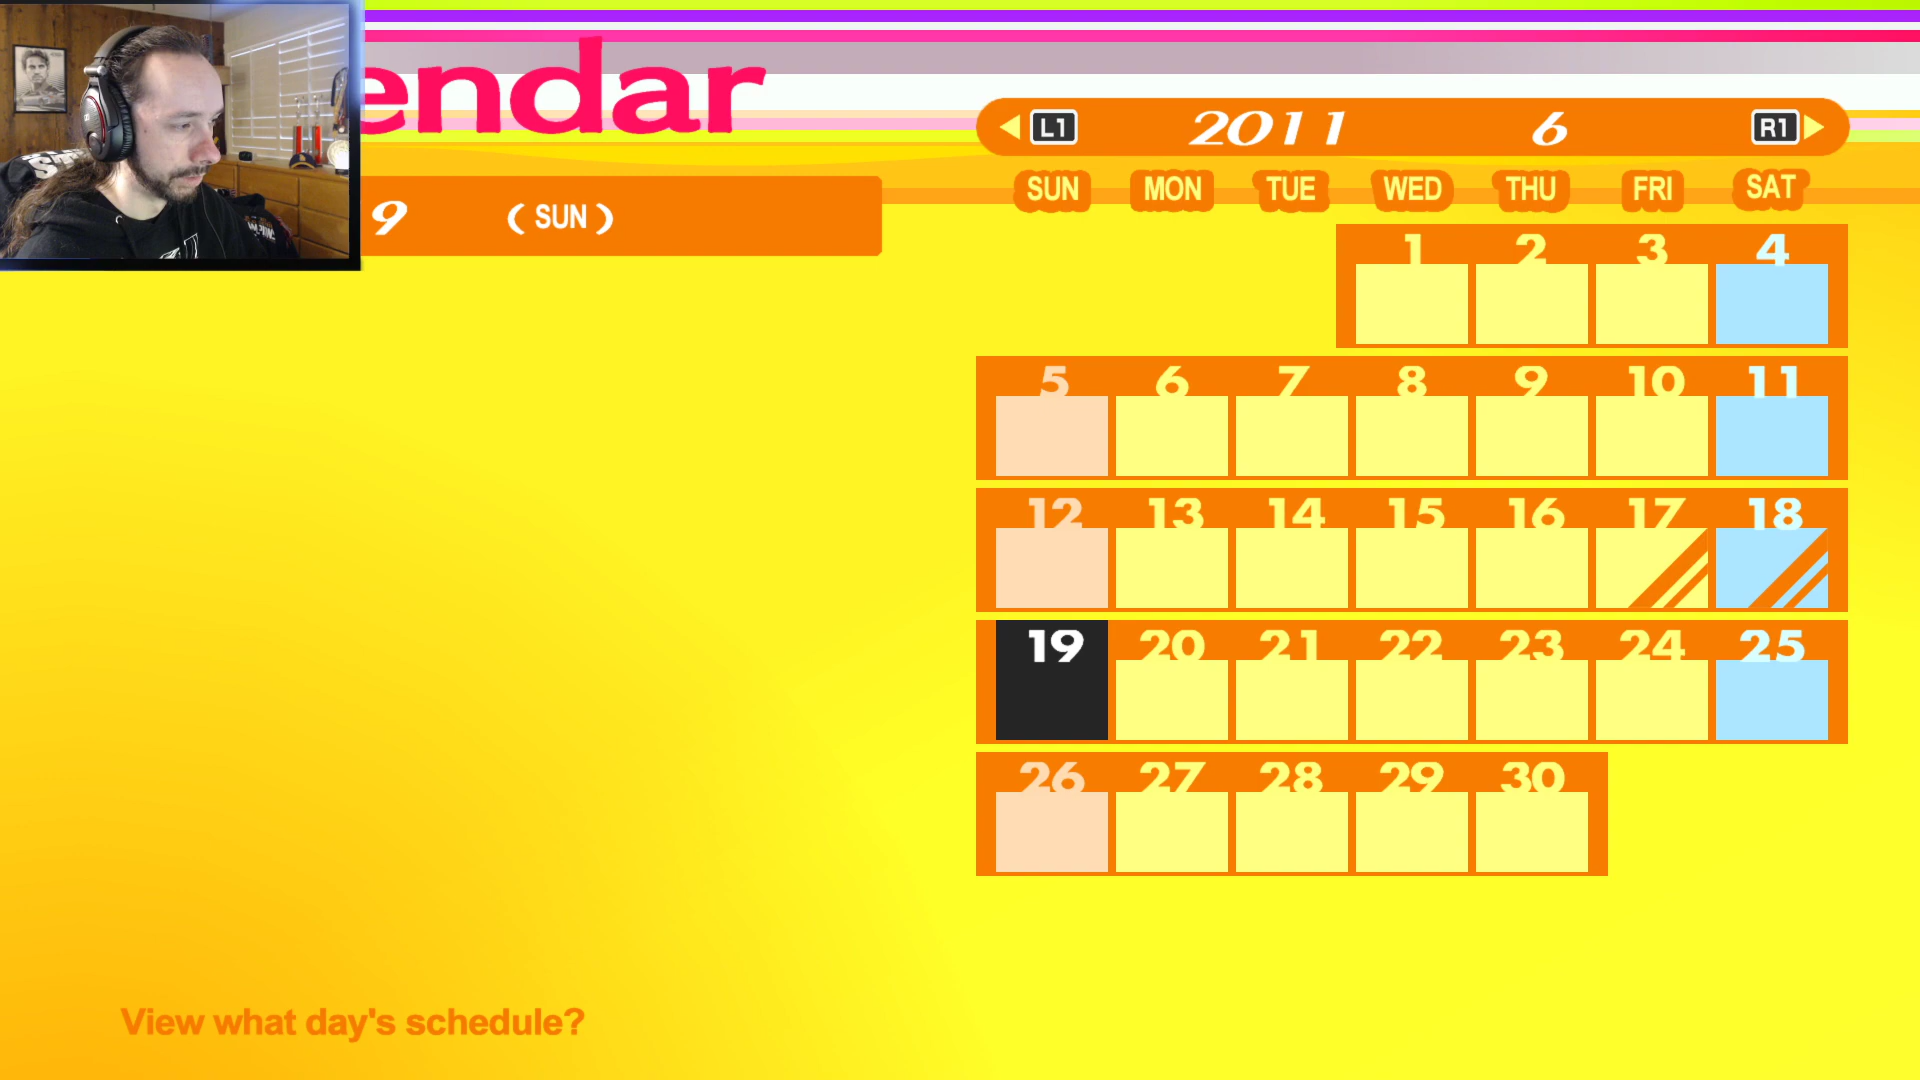 endar
L1 2011 6 R1
9 (SUN)
SUN MON TUE WED THU FRI SAT
1 2 3 4
5 6 7 8 9 10 11
12 13 14 15 16 17 18
19 20 21 22 23 24 25
26 27 28 29 30
View what day's schedule?